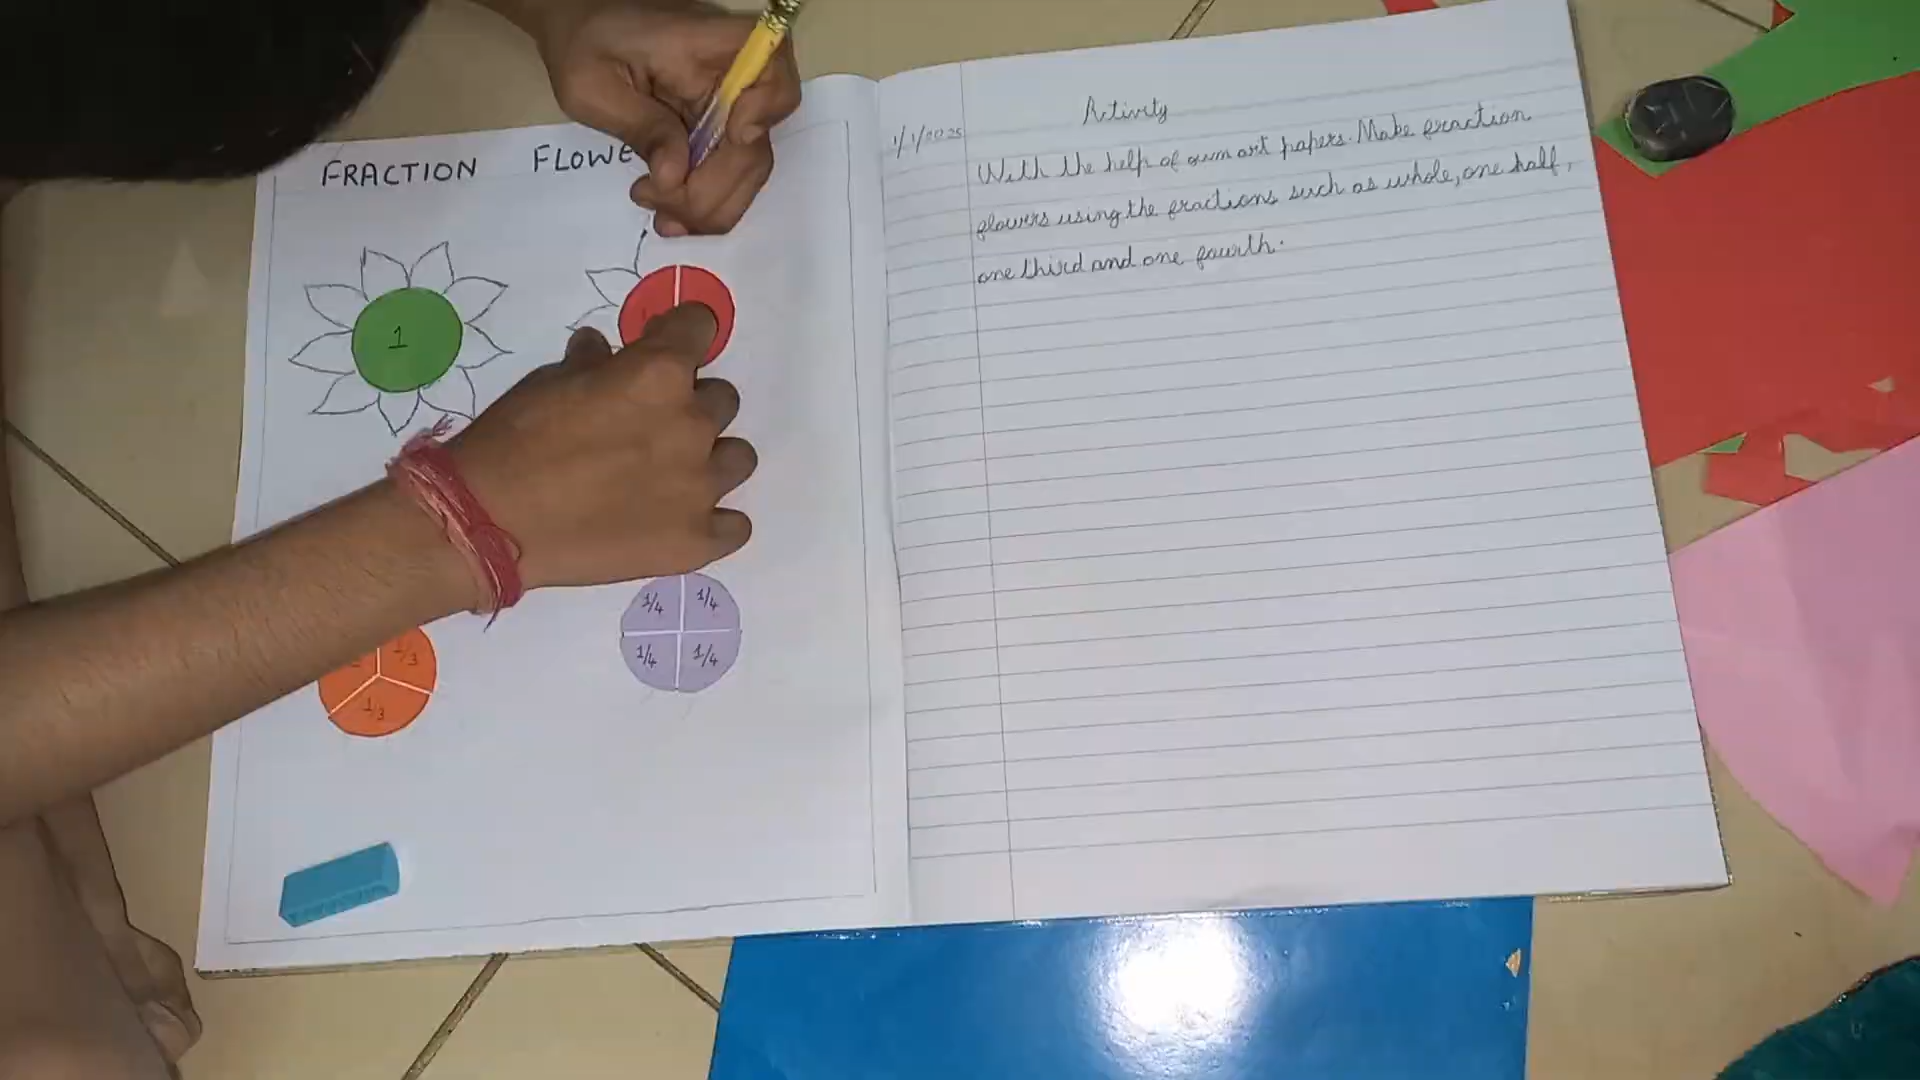 FRACTION FLOWE
1
1/3
1/3
1/4 1/4
1/4 1/4
1/1/2025
Activity
With the help of gum art papers. Make fraction
flowers using the fractions such as whole, one half,
one third and one fourth.